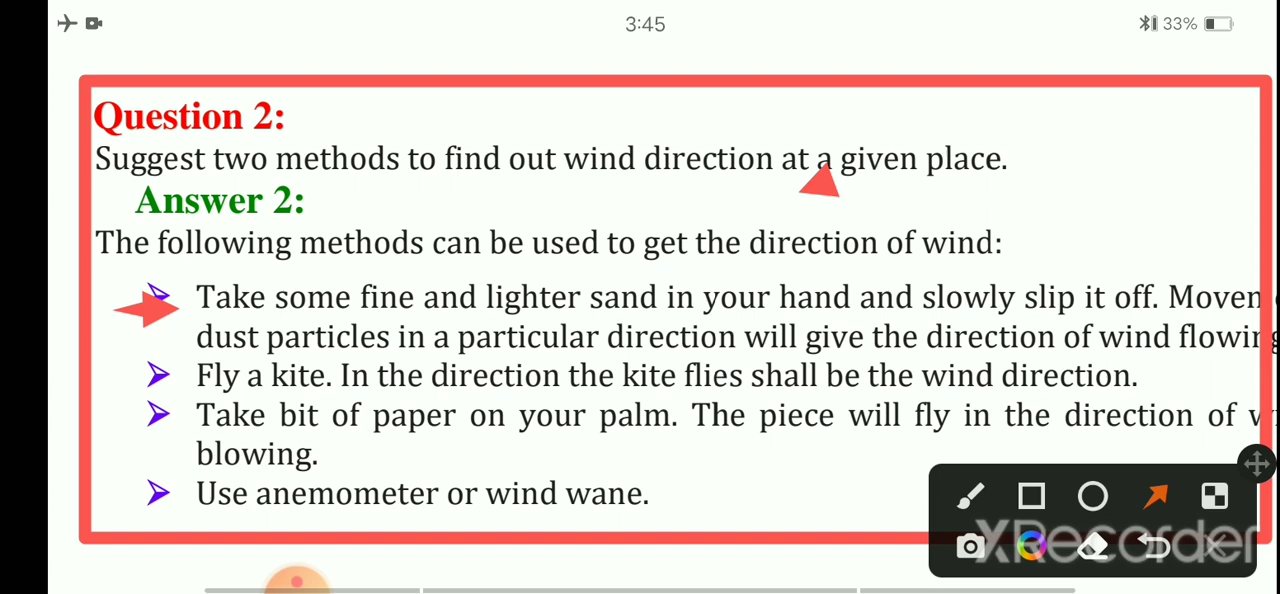 3:45
33%
Question 2:
Suggest two methods to find out wind direction at a given place.
Answer 2:
The following methods can be used to get the direction of wind:
Take some fine and lighter sand in your hand and slowly slip it off.
dust particles in a particular direction will give the direction of wind
Fly a kite. In the direction the kite flies shall be the wind direction.
Take bit of paper on your palm. The piece will fly in the direction of
blowing.
Use anemometer or wind wane.
XRecorder